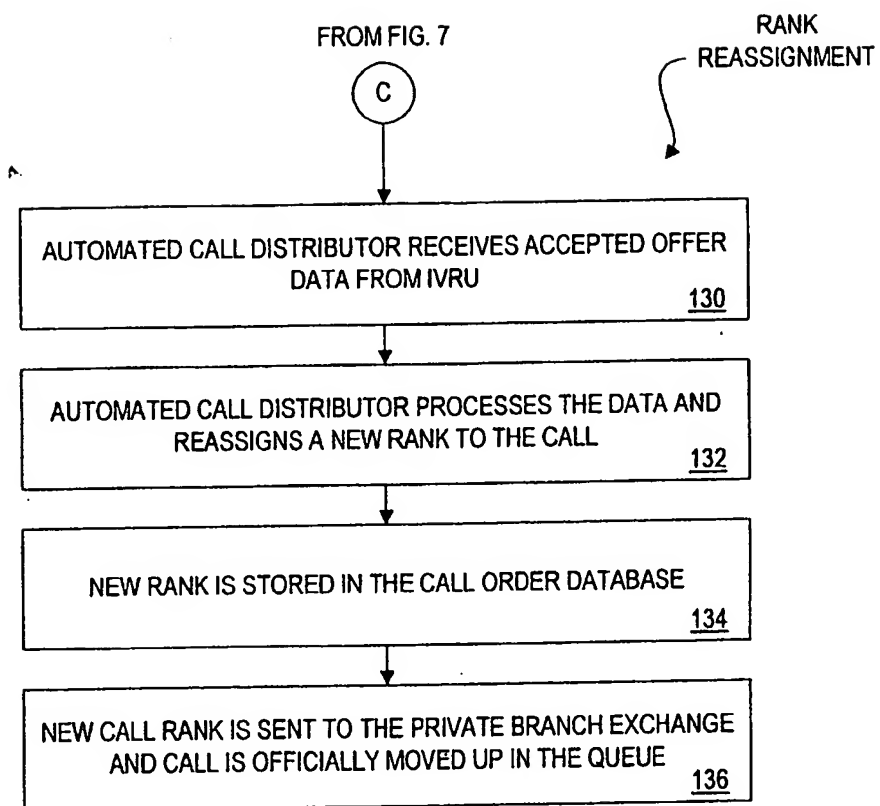 FROM FIG. 7
RANK
REASSIGNMENT
C
AUTOMATED CALL DISTRIBUTOR RECEIVES ACCEPTED OFFER
DATA FROM IVRU
130
AUTOMATED CALL DISTRIBUTOR PROCESSES THE DATA AND
REASSIGNS A NEW RANK TO THE CALL
132
NEW RANK IS STORED IN THE CALL ORDER DATABASE
134
NEW CALL RANK IS SENT TO THE PRIVATE BRANCH EXCHANGE
AND CALL IS OFFICIALLY MOVED UP IN THE QUEUE
136